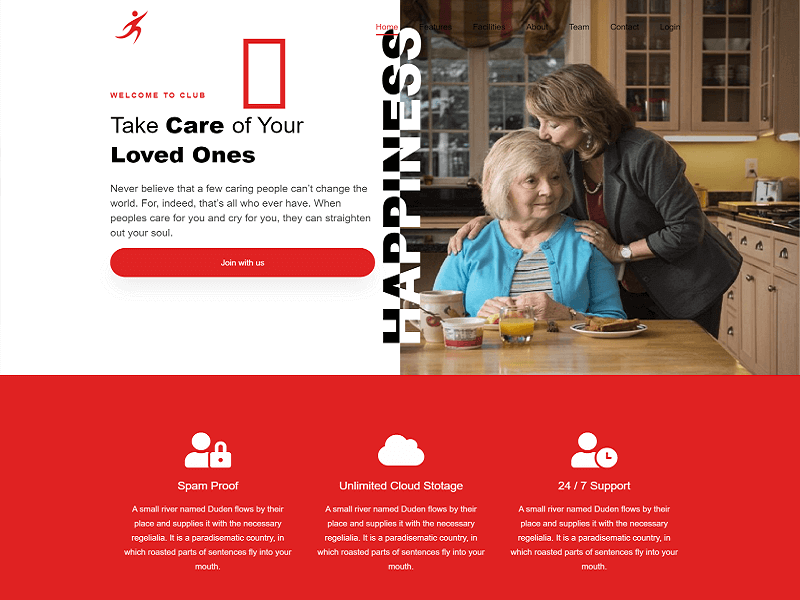 Home Features Facilities About Team Contact Login
WELCOME TO CLUB
Take Care of Your
Loved Ones
Never believe that a few caring people can't change the
world. For, indeed, that's all who ever have. When
peoples care for you and cry for you, they can straighten
out your soul.
Join with us
HAPPINESS
Spam Proof
A small river named Duden flows by their
place and supplies it with the necessary
regelialia. It is a paradisematic country, in
which roasted parts of sentences fly into your
mouth.
Unlimited Cloud Stotage
A small river named Duden flows by their
place and supplies it with the necessary
regelialia. It is a paradisematic country, in
which roasted parts of sentences fly into your
mouth.
24 / 7 Support
A small river named Duden flows by their
place and supplies it with the necessary
regelialia. It is a paradisematic country, in
which roasted parts of sentences fly into your
mouth.